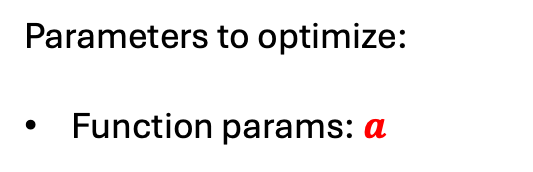 Parameters to optimize:
• Function params: a